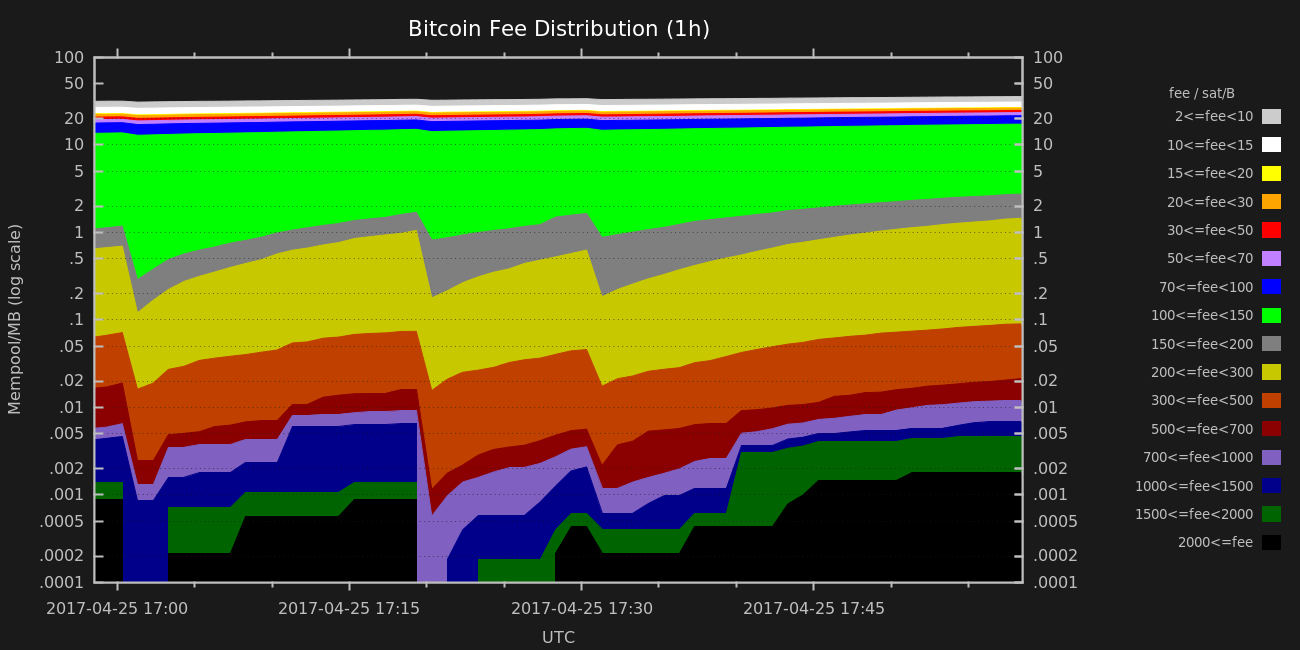 Bitcoin Fee Distribution (1h)
100
50
20
10
5
2
1
.5
.2
.1
.05
.02
.01
.005
.002
.001
.0005
.0002
.0001
Mempool/MB (log scale)
100
50
20
10
5
2
1
.5
.2
.1
.05
.02
.01
.005
.002
.001
.0005
.0002
.0001
fee / sat/B
2<=fee<10
10<=fee<15
15<=fee<20
20<=fee<30
30<=fee<50
50<=fee<70
70<=fee<100
100<=fee<150
150<=fee<200
200<=fee<300
300<=fee<500
500<=fee<700
700<=fee<1000
1000<=fee<1500
1500<=fee<2000
2000<=fee
2017-04-25 17:00
2017-04-25 17:15
2017-04-25 17:30
2017-04-25 17:45
UTC